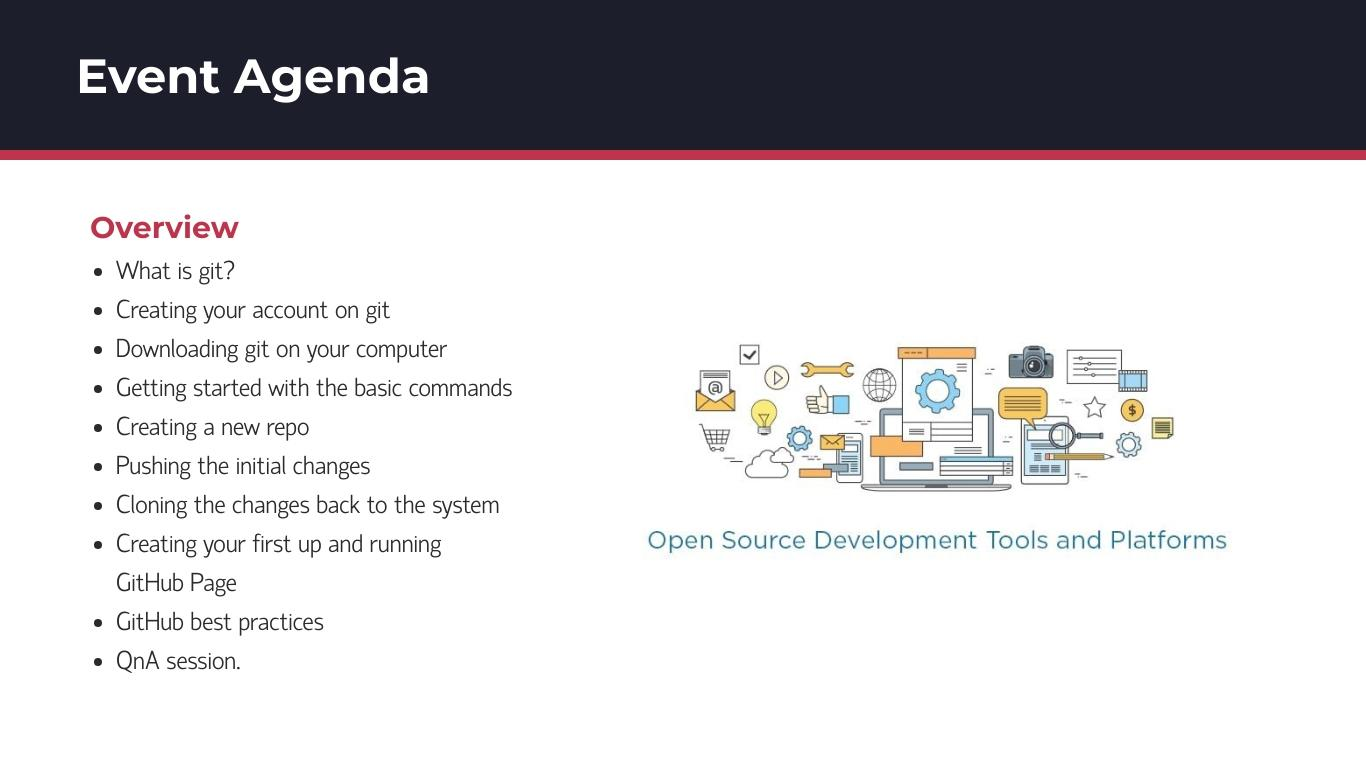 Event Agenda
Overview
• What is git?
• Creating your account on git
• Downloading git on your computer
• Getting started with the basic commands
• Creating a new repo
• Pushing the initial changes
• Cloning the changes back to the system
• Creating your first up and running
GitHub Page
• GitHub best practices
• QnA session.
@
$
Open Source Development Tools and Platforms